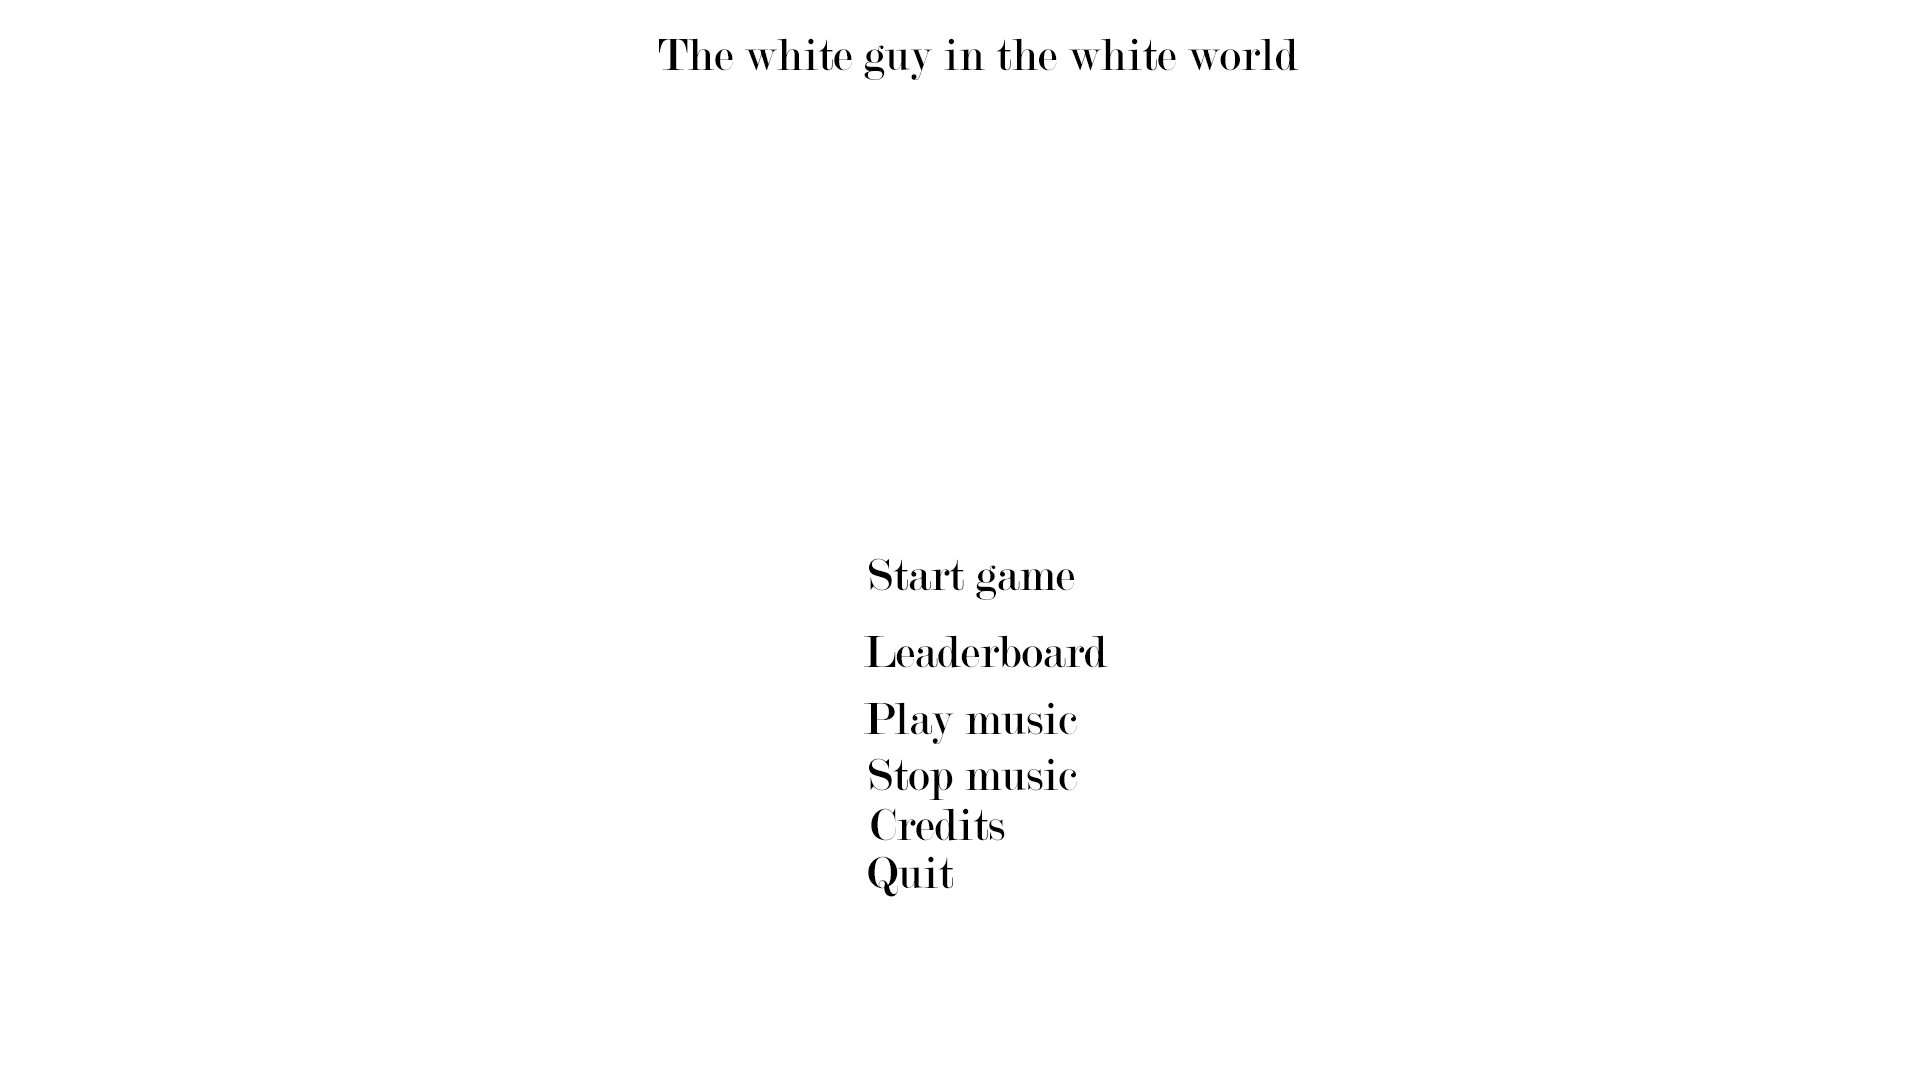 The white guy in the white world
Start game
Leaderboard
Play music
Stop music
Credits
Quit